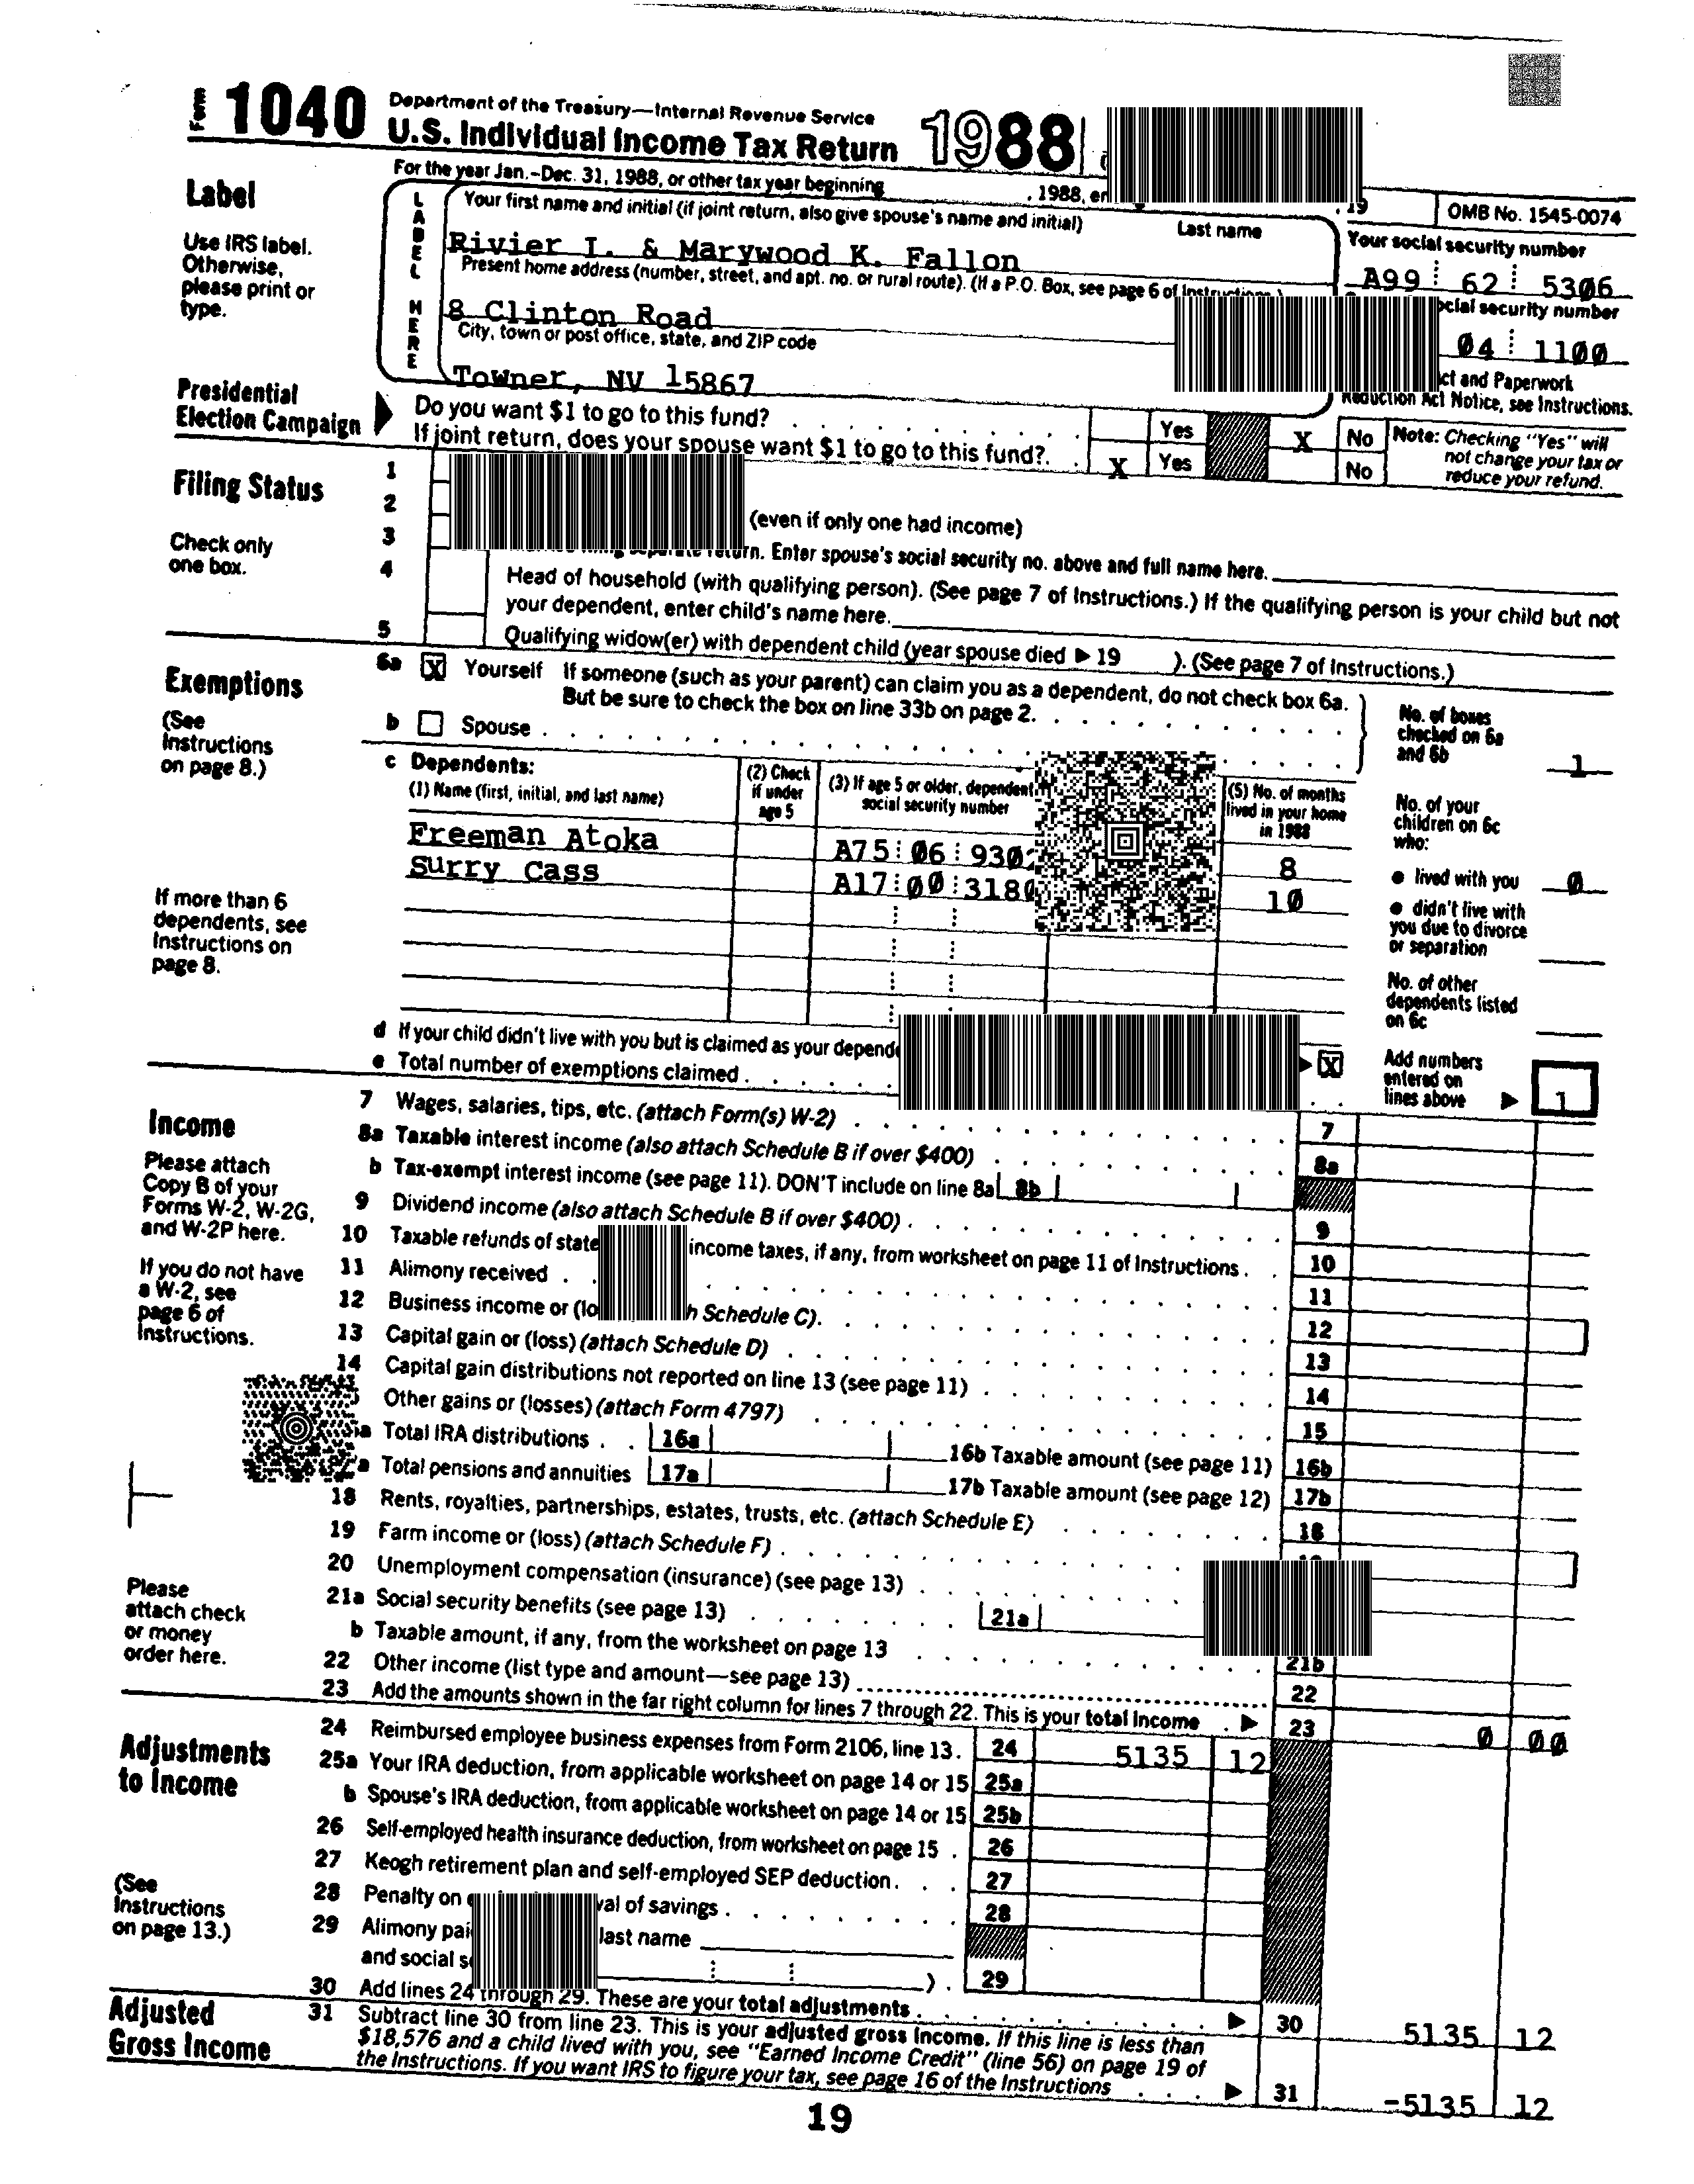 Form 1040 Department of the Treasury—Internal Revenue Service
U.S. Individual Income Tax Return 1988
For the year Jan.–Dec. 31, 1988, or other tax year beginning , 1988, , 19 OMB No. 1545-0074
Label
Use IRS label. Otherwise, please print or type.
LABEL HERE
Your first name and initial (if joint return, also give spouse's name and initial) Last name
Rivier I. & Marywood K. Fallon
Your social security number
A99 62 5306
Present home address (number, street, and apt. no. or rural route). (If a P.O. Box, see page 6 of Instructions.)
8 Clinton Road
social security number
04 1100
City, town or post office, state, and ZIP code
Towner, NV 15867
and Paperwork
Reduction Act Notice, see Instructions.
Presidential Election Campaign
Do you want $1 to go to this fund? Yes X No
If joint return, does your spouse want $1 to go to this fund? X Yes No
Note: Checking "Yes" will not change your tax or reduce your refund.
Filing Status
Check only one box.
1
2 (even if only one had income)
3 return. Enter spouse's social security no. above and full name here.
4 Head of household (with qualifying person). (See page 7 of Instructions.) If the qualifying person is your child but not
your dependent, enter child's name here.
5 Qualifying widow(er) with dependent child (year spouse died ▶ 19 ). (See page 7 of Instructions.)
Exemptions
(See Instructions on page 8.)
6a X Yourself If someone (such as your parent) can claim you as a dependent, do not check box 6a.
But be sure to check the box on line 33b on page 2.
b Spouse
No. of boxes checked on 6a and 6b 1
c Dependents:
(1) Name (first, initial, and last name)
(2) Check if under age 5
(3) If age 5 or older, dependent's social security number
(5) No. of months lived in your home in 1988
Freeman Atoka A75 06 930 8
Surry Cass A17 00 3180 10
If more than 6 dependents, see Instructions on page 8.
No. of your children on 6c who:
● lived with you 0
● didn't live with you due to divorce or separation
No. of other dependents listed on 6c
d If your child didn't live with you but is claimed as your ▶ X
e Total number of exemptions claimed
Add numbers entered on lines above ▶ 1
Income
Please attach Copy B of your Forms W-2, W-2G, and W-2P here.
If you do not have a W-2, see page 6 of Instructions.
Please attach check or money order here.
7 Wages, salaries, tips, etc. (attach Form(s) W-2) 7
8a Taxable interest income (also attach Schedule B if over $400) 8a
b Tax-exempt interest income (see page 11). DON'T include on line 8a 8b
9 Dividend income (also attach Schedule B if over $400) 9
10 Taxable refunds of state income taxes, if any, from worksheet on page 11 of Instructions 10
11 Alimony received 11
12 Business income or Schedule C) 12
13 Capital gain or (loss) (attach Schedule D) 13
14 Capital gain distributions not reported on line 13 (see page 11) 14
Other gains or (losses) (attach Form 4797) 15
a Total IRA distributions 16a 16b Taxable amount (see page 11) 16b
a Total pensions and annuities 17a 17b Taxable amount (see page 12) 17b
18 Rents, royalties, partnerships, estates, trusts, etc. (attach Schedule E) 18
19 Farm income or (loss) (attach Schedule F)
20 Unemployment compensation (insurance) (see page 13)
21a Social security benefits (see page 13) 21a
b Taxable amount, if any, from the worksheet on page 13 21b
22 Other income (list type and amount—see page 13) 22
23 Add the amounts shown in the far right column for lines 7 through 22. This is your total income ▶ 23 0 00
Adjustments to Income
(See Instructions on page 13.)
24 Reimbursed employee business expenses from Form 2106, line 13. 24 5135 12
25a Your IRA deduction, from applicable worksheet on page 14 or 15 25a
b Spouse's IRA deduction, from applicable worksheet on page 14 or 15 25b
26 Self-employed health insurance deduction, from worksheet on page 15 26
27 Keogh retirement plan and self-employed SEP deduction 27
28 Penalty on of savings 28
29 Alimony last name
and social ) 29
30 Add lines 24 through 29. These are your total adjustments ▶ 30 5135 12
Adjusted Gross Income
31 Subtract line 30 from line 23. This is your adjusted gross income. If this line is less than
$18,576 and a child lived with you, see "Earned Income Credit" (line 56) on page 19 of
the Instructions. If you want IRS to figure your tax, see page 16 of the Instructions ▶ 31 -5135 12
19